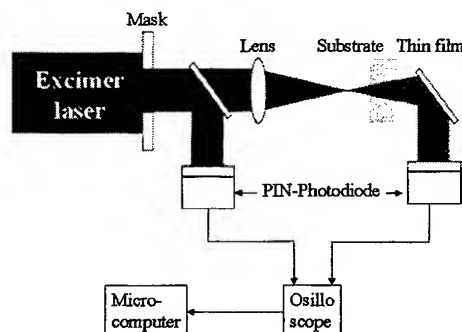 Mask
Lens
Substrate
Thin film
Excimer
laser
PIN-Photodiode
Micro-
computer
Osillo
scope